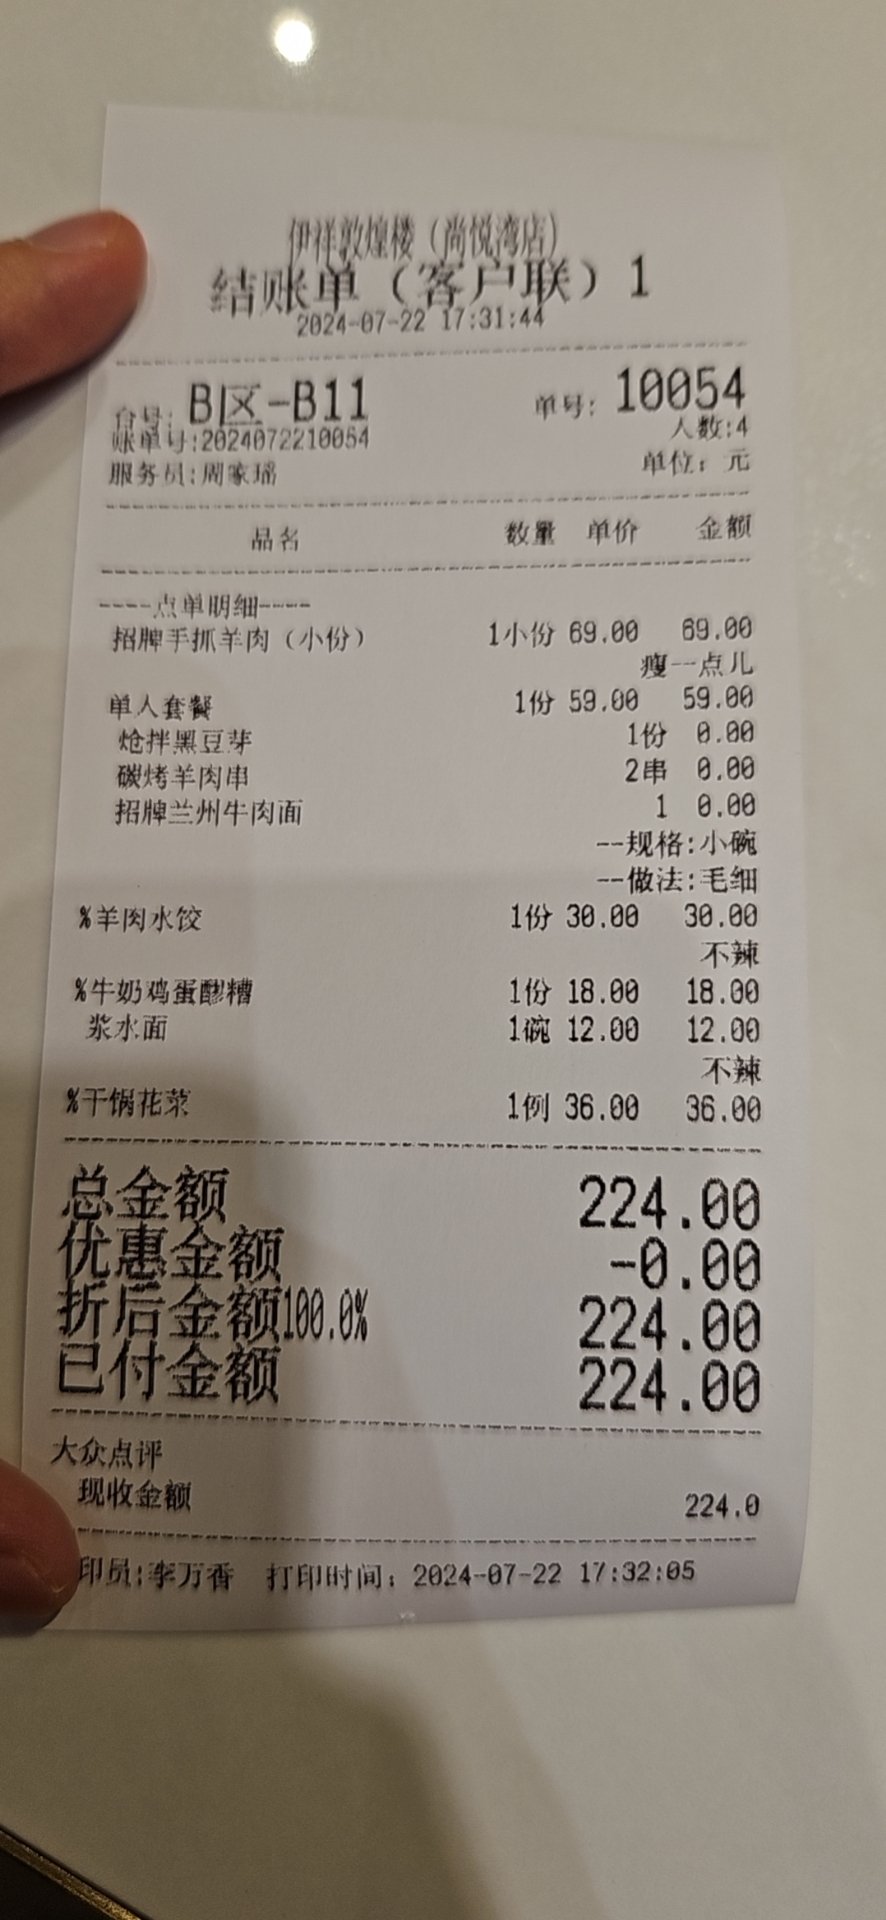 伊祥敦煌楼（尚悦湾店）
结账单（客户联）1
2024-07-22 17:31:44
台号: B区-B11 单号: 10054
账单号:2024072210054 人数:4
服务员:周家瑶 单位: 元
品名 数量 单价 金额
----点单明细----
招牌手抓羊肉（小份） 1小份 69.00 69.00
瘦一点儿
单人套餐 1份 59.00 59.00
炝拌黑豆芽 1份 0.00
碳烤羊肉串 2串 0.00
招牌兰州牛肉面 1 0.00
--规格:小碗
--做法:毛细
%羊肉水饺 1份 30.00 30.00
不辣
%牛奶鸡蛋醪糟 1份 18.00 18.00
浆水面 1碗 12.00 12.00
不辣
%干锅花菜 1例 36.00 36.00
总金额 224.00
优惠金额 -0.00
折后金额100.0% 224.00
已付金额 224.00
大众点评
现收金额 224.0
印员:李万香 打印时间: 2024-07-22 17:32:05